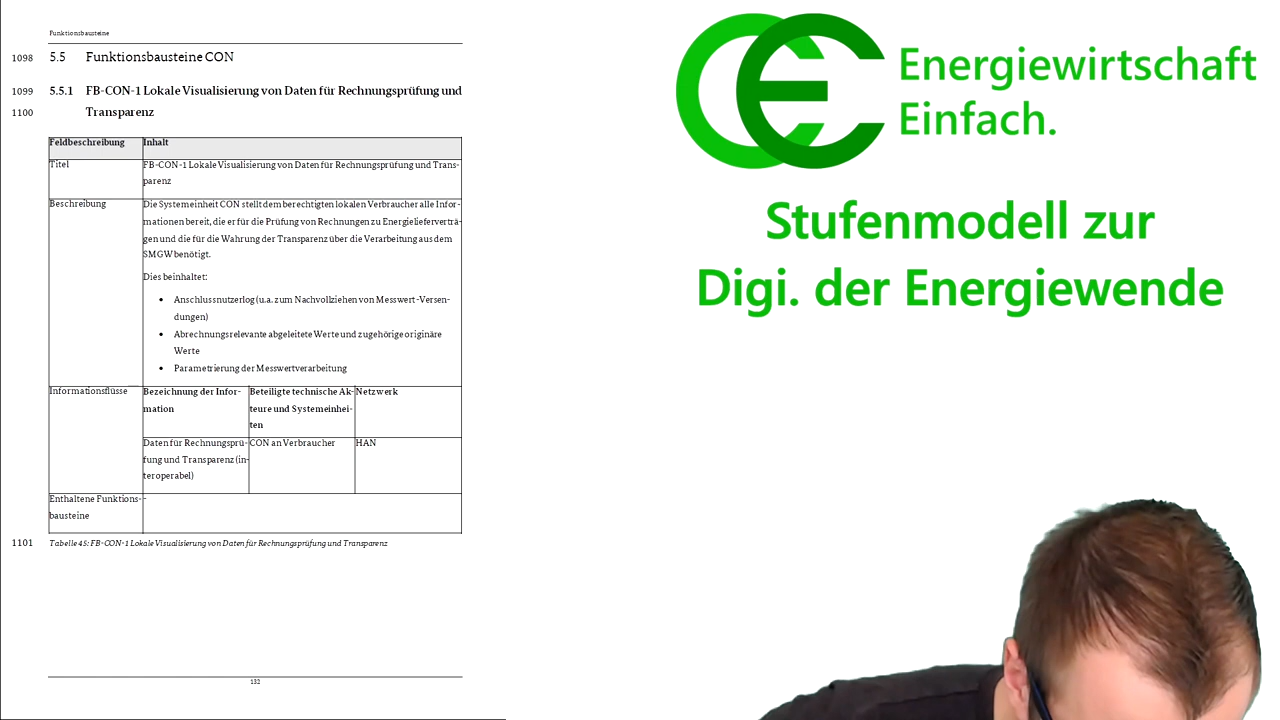 Funktionsbausteine
1098 5.5 Funktionsbausteine CON
1099 5.5.1 FB-CON-1 Lokale Visualisierung von Daten für Rechnungsprüfung und
1100 Transparenz
Feldbeschreibung Inhalt
Titel FB-CON-1 Lokale Visualisierung von Daten für Rechnungsprüfung und Trans-
parenz
Beschreibung Die Systemeinheit CON stellt dem berechtigten lokalen Verbraucher alle Infor-
mationen bereit, die er für die Prüfung von Rechnungen zu Energielieferverträ-
gen und die für die Wahrung der Transparenz über die Verarbeitung aus dem
SMGW benötigt.
Dies beinhaltet:
• Anschlussnutzerlog (u.a. zum Nachvollziehen von Messwert-Versen-
dungen)
• Abrechnungsrelevante abgeleitete Werte und zugehörige originäre
Werte
• Parametrierung der Messwertverarbeitung
Informationsflüsse
Bezeichnung der Infor-
mation
Beteiligte technische Ak-
teure und Systemeinhei-
ten
Netzwerk
Daten für Rechnungsprü-
fung und Transparenz (in-
teroperabel)
CON an Verbraucher
HAN
Enthaltene Funktions-
bausteine
-
1101 Tabelle 45: FB-CON-1 Lokale Visualisierung von Daten für Rechnungsprüfung und Transparenz
132
Energiewirtschaft
Einfach.
Stufenmodell zur
Digi. der Energiewende